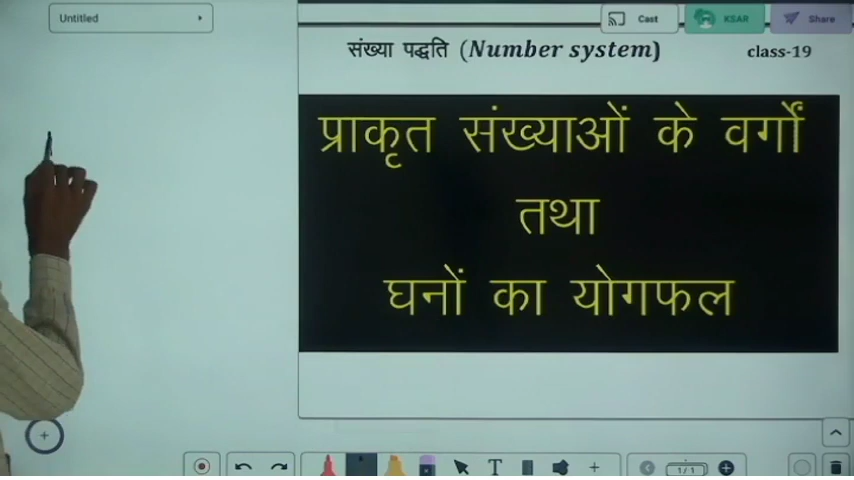 Untitled
Cast
KSAR
Share
संख्या पद्धति (Number system)
class-19
प्राकृत संख्याओं के वर्गों
तथा
घनों का योगफल
T
1/1